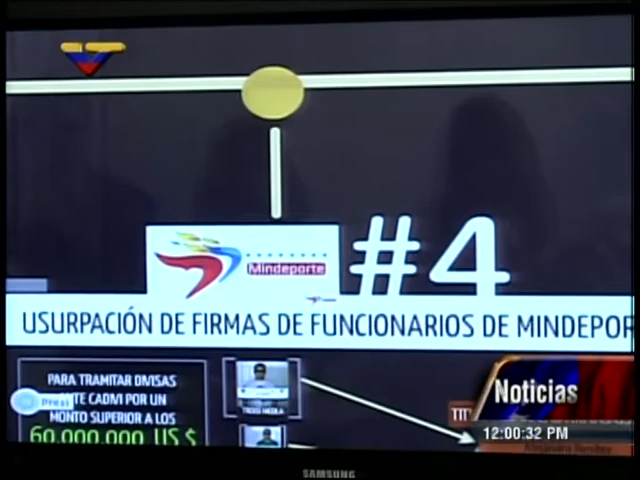 Mindeporte
#4
USURPACIÓN DE FIRMAS DE FUNCIONARIOS DE MINDEPOR
PARA TRAMITAR DIVISAS
TE CADIVI POR UN
MONTO SUPERIOR A LOS
60.000.000 US $
Noticias
12:00:32 PM
SAMSUNG